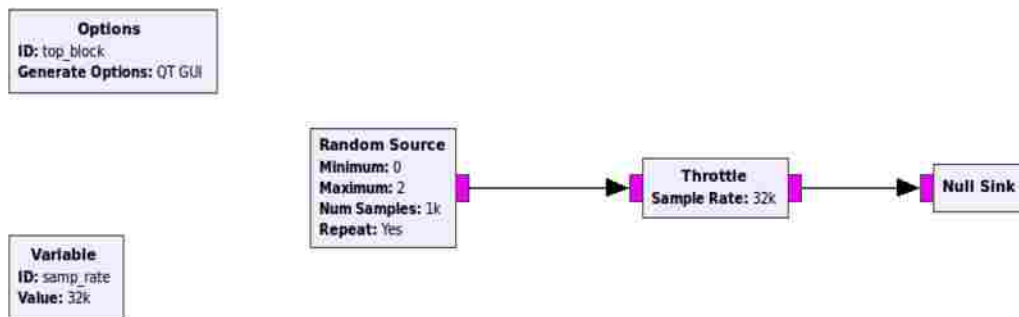 Options
ID: top_block
Generate Options: QT GUI
Random Source
Minimum: 0
Maximum: 2
Num Samples: 1k
Repeat: Yes
Throttle
Sample Rate: 32k
Null Sink
Variable
ID: samp_rate
Value: 32k